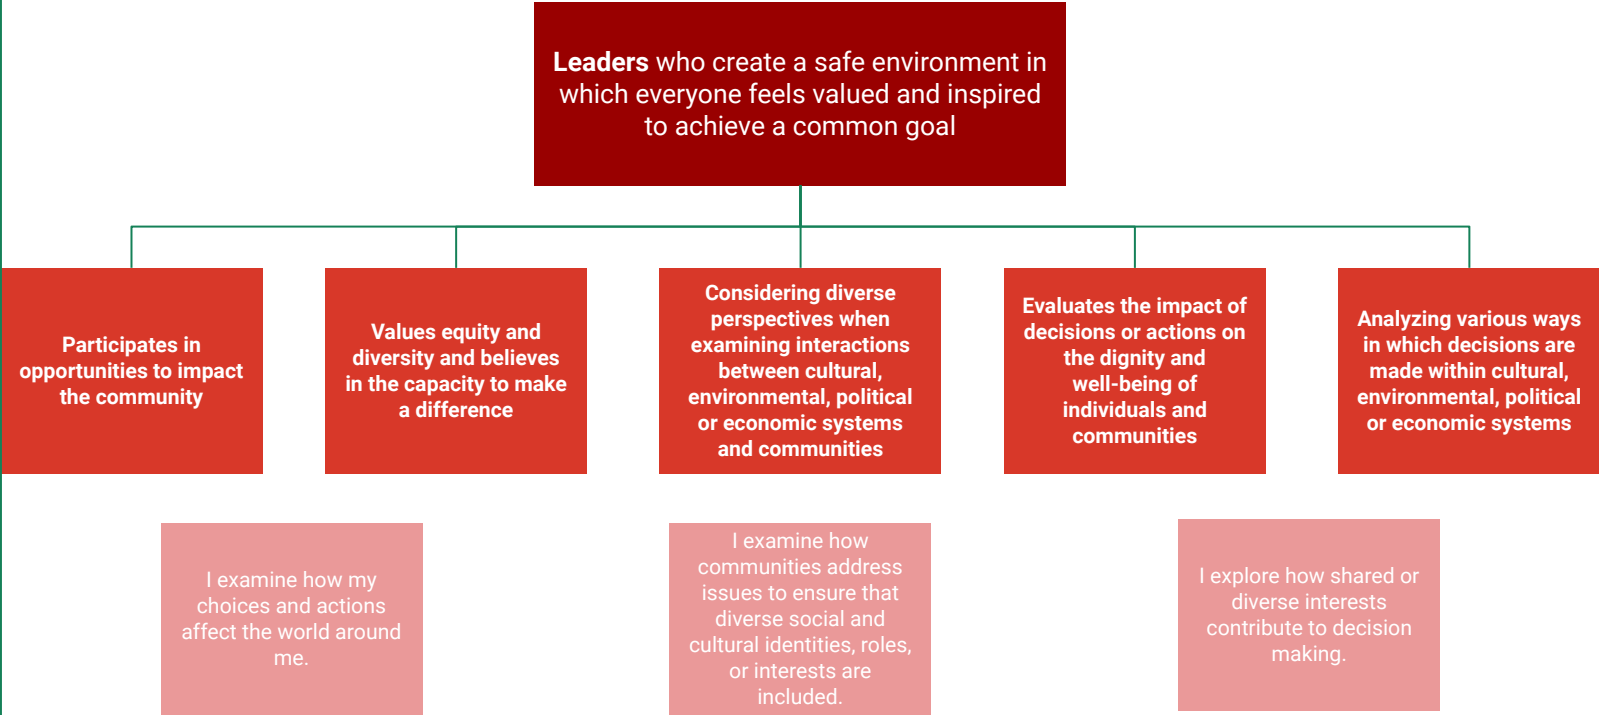 Leaders who create a safe environment in
which everyone feels valued and inspired
to achieve a common goal
Participates in
opportunities to impact
the community
Values equity and
diversity and believes
in the capacity to make
a difference
Considering diverse
perspectives when
examining interactions
between cultural,
environmental, political
or economic systems
and communities
Evaluates the impact of
decisions or actions on
the dignity and
well-being of
individuals and
communities
Analyzing various ways
in which decisions are
made within cultural,
environmental, political
or economic systems
I examine how my
choices and actions
affect the world around
me.
I examine how
communities address
issues to ensure that
diverse social and
cultural identities, roles,
or interests are
included.
I explore how shared or
diverse interests
contribute to decision
making.